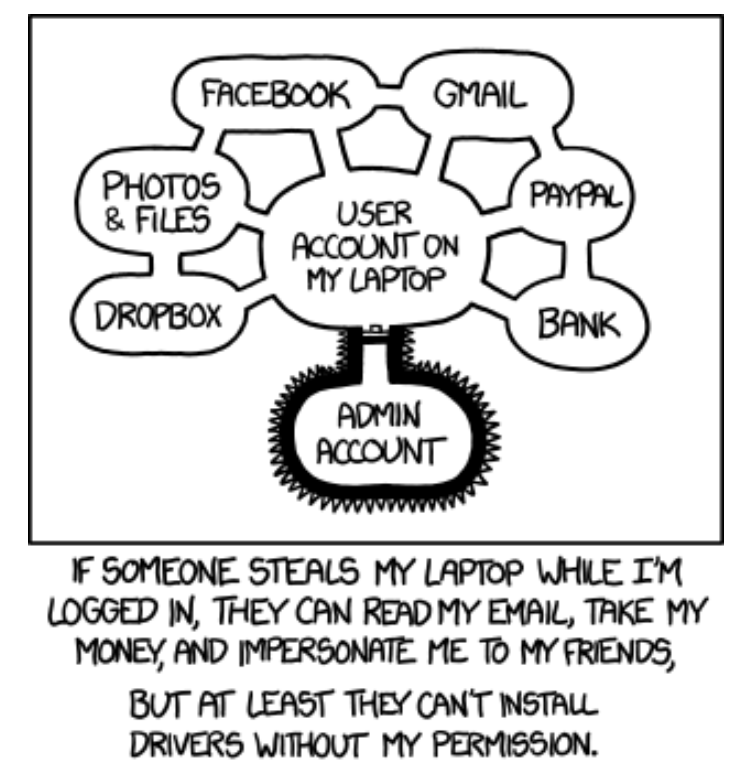 FACEBOOK
GMAIL
PHOTOS
& FILES
USER
ACCOUNT ON
MY LAPTOP
PAYPAL
DROPBOX
BANK
ADMIN
ACCOUNT
IF SOMEONE STEALS MY LAPTOP WHILE I'M
LOGGED IN, THEY CAN READ MY EMAIL, TAKE MY
MONEY, AND IMPERSONATE ME TO MY FRIENDS,
BUT AT LEAST THEY CAN'T INSTALL
DRIVERS WITHOUT MY PERMISSION.